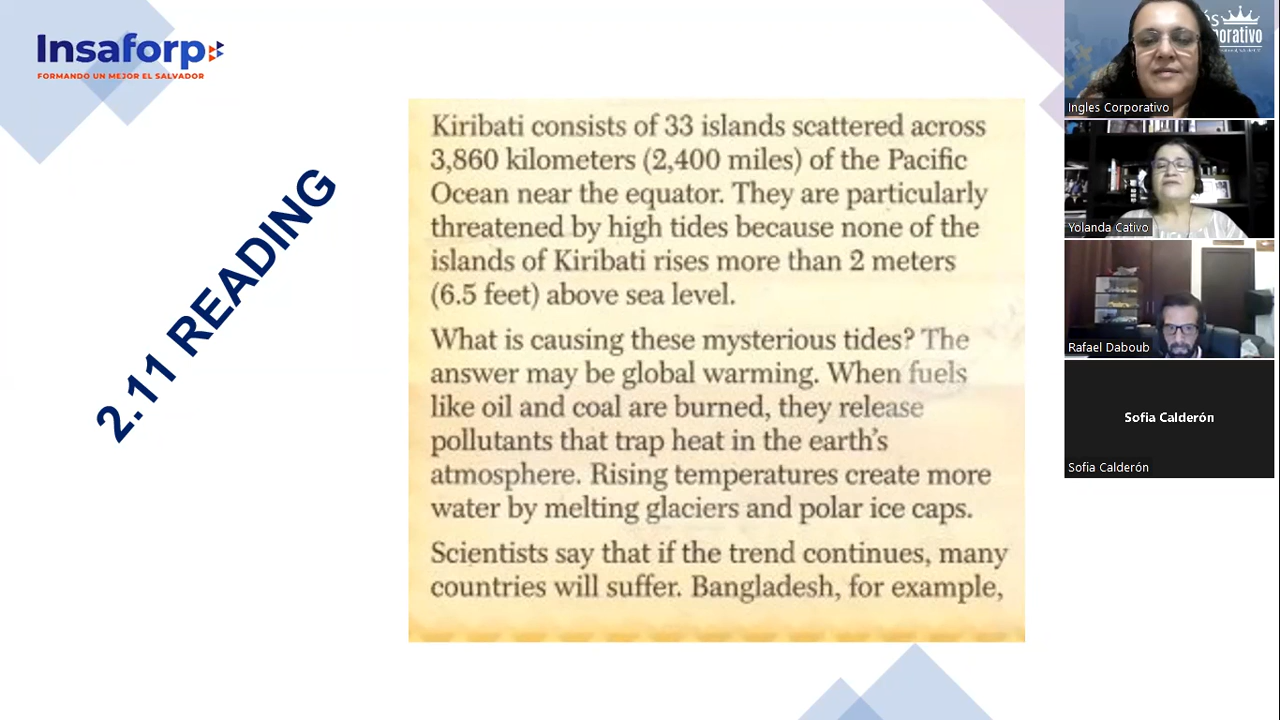 Insaforp
FORMANDO UN MEJOR EL SALVADOR
2.11 READING
Kiribati consists of 33 islands scattered across
3,860 kilometers (2,400 miles) of the Pacific
Ocean near the equator. They are particularly
threatened by high tides because none of the
islands of Kiribati rises more than 2 meters
(6.5 feet) above sea level.
What is causing these mysterious tides? The
answer may be global warming. When fuels
like oil and coal are burned, they release
pollutants that trap heat in the earth's
atmosphere. Rising temperatures create more
water by melting glaciers and polar ice caps.
Scientists say that if the trend continues, many
countries will suffer. Bangladesh, for example,
Ingles Corporativo
Yolanda Cativo
Rafael Daboub
Sofia Calderón
Sofia Calderón